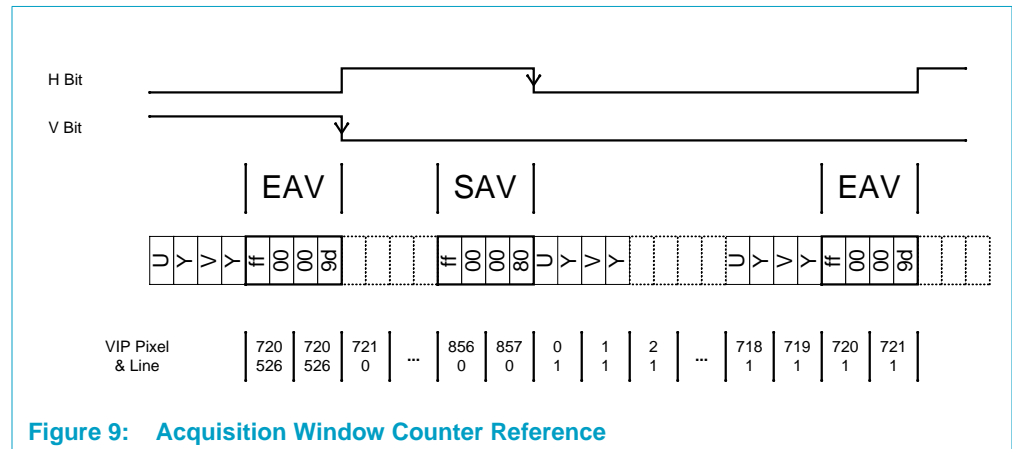 H Bit
V Bit
EAV SAV EAV
U Y V Y ff 00 00 9d ff 00 00 80 U Y V Y U Y V Y ff 00 00 9d
VIP Pixel 720 720 721 ... 856 857 0 1 2 ... 718 719 720 721
& Line 526 526 0 0 0 1 1 1 1 1 1 1
Figure 9: Acquisition Window Counter Reference